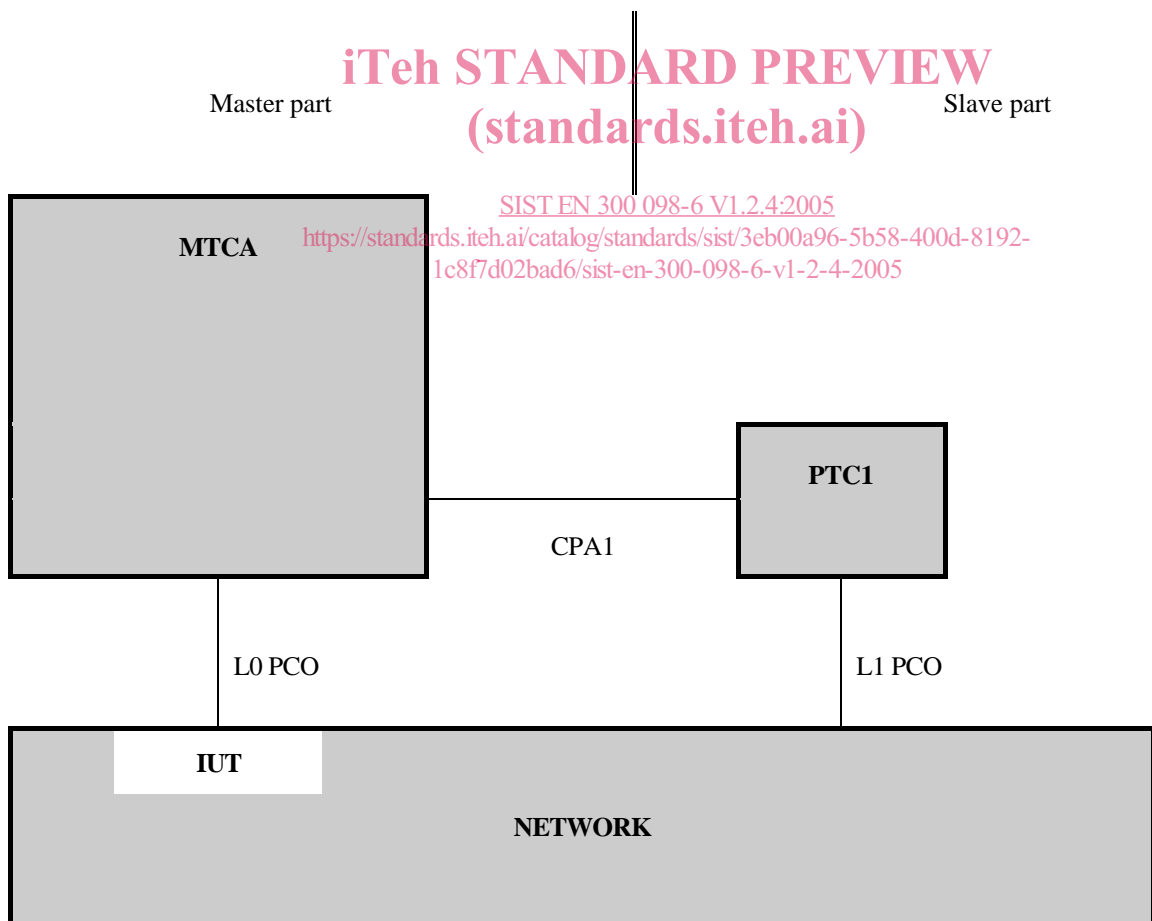 iTeh STANDARD PREVIEW
Master part
Slave part
(standards.iteh.ai)
SIST EN 300 098-6 V1.2.4:2005
MTCA
https://standards.iteh.ai/catalog/standards/sist/3eb00a96-5b58-400d-8192-
1c8f7d02bad6/sist-en-300-098-6-v1-2-4-2005
PTC1
CPA1
L0 PCO
L1 PCO
IUT
NETWORK